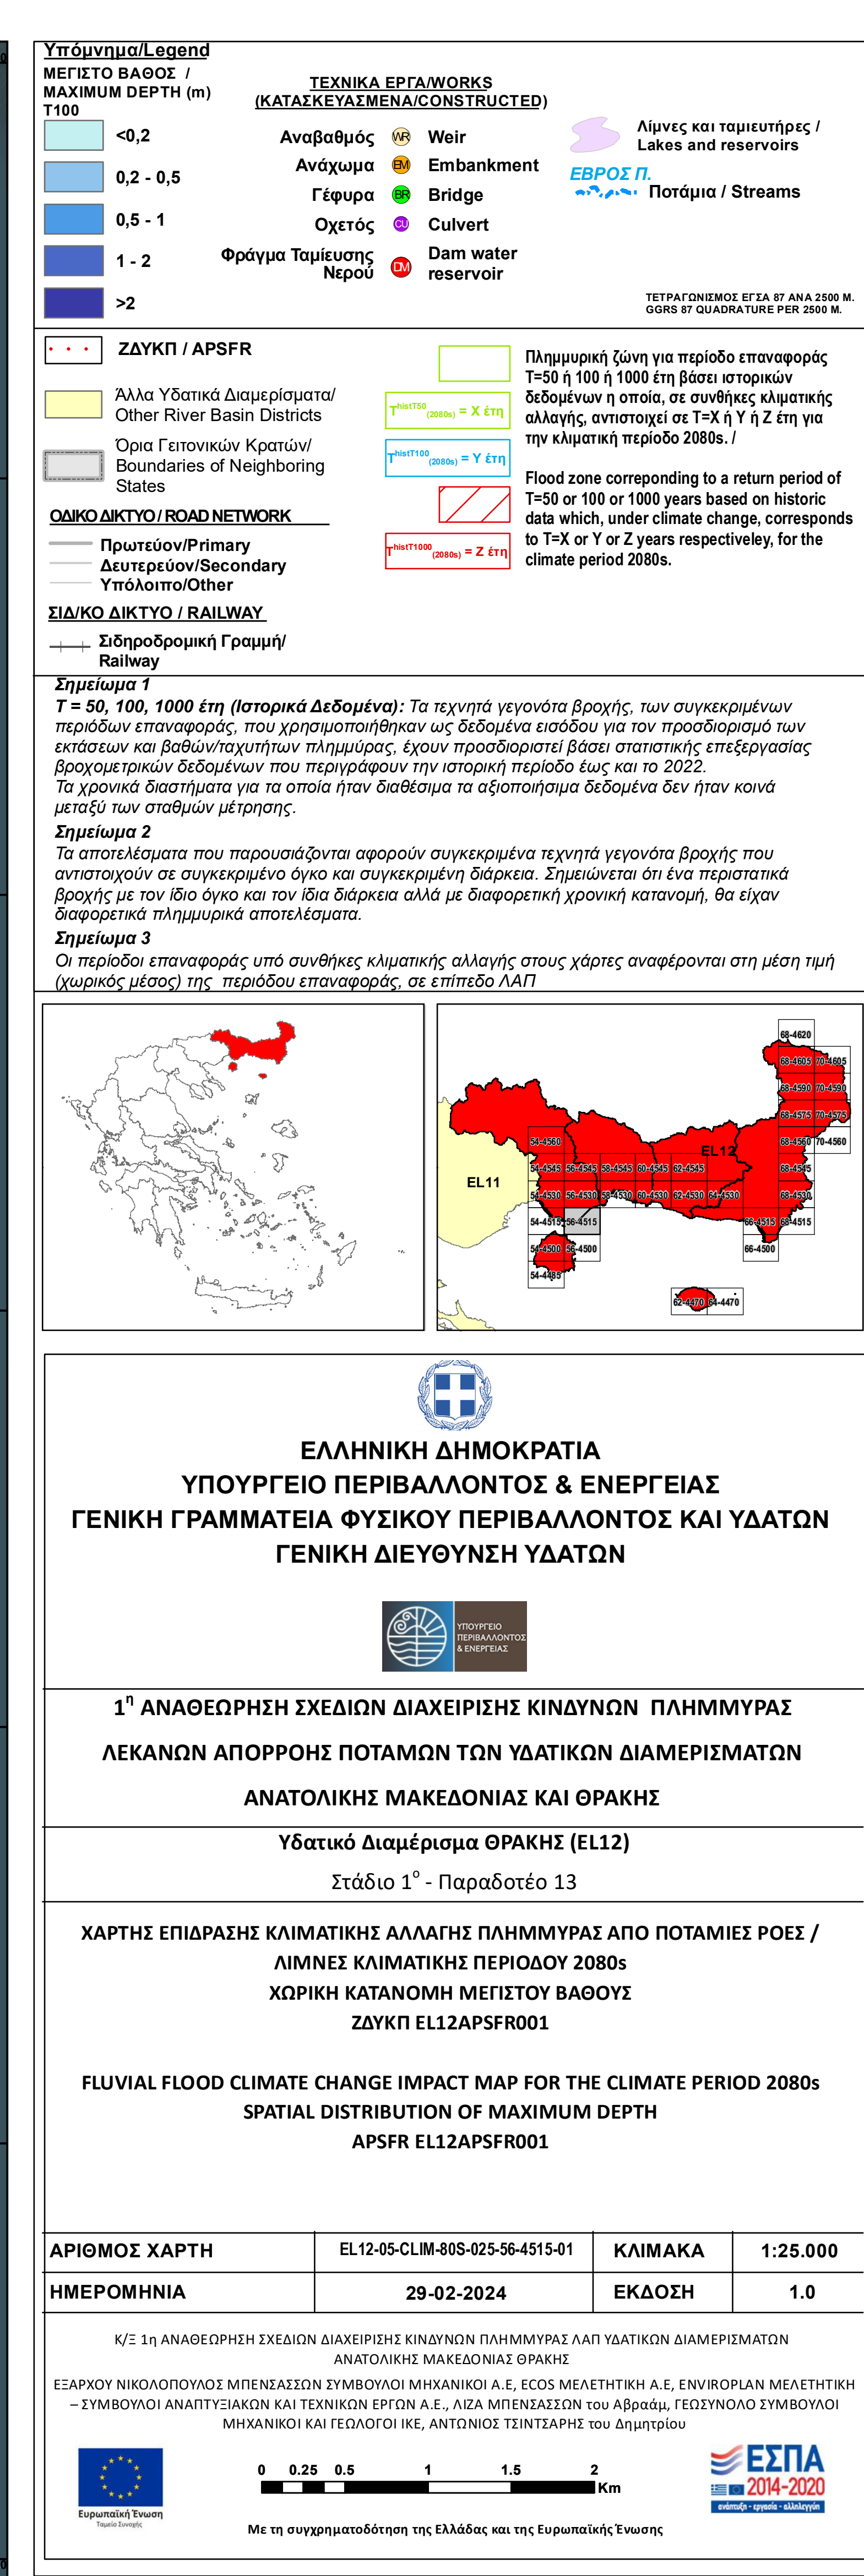 Υπόμνημα/Legend
ΜΕΓΙΣΤΟ ΒΑΘΟΣ /
MAXIMUM DEPTH (m)
T100
<0,2
0,2 - 0,5
0,5 - 1
1 - 2
>2
ΤΕΧΝΙΚΑ ΕΡΓΑ/WORKS
(ΚΑΤΑΣΚΕΥΑΣΜΕΝΑ/CONSTRUCTED)
Αναβαθμός WR Weir
Ανάχωμα EM Embankment
Γέφυρα BR Bridge
Οχετός CU Culvert
Φράγμα Ταμίευσης Νερού DM Dam water reservoir
Λίμνες και ταμιευτήρες /
Lakes and reservoirs
ΕΒΡΟΣ Π.
Ποτάμια / Streams
ΤΕΤΡΑΓΩΝΙΣΜΟΣ ΕΓΣΑ 87 ΑΝΑ 2500 Μ.
GGRS 87 QUADRATURE PER 2500 M.
ΖΔΥΚΠ / APSFR
Άλλα Υδατικά Διαμερίσματα/
Other River Basin Districts
Όρια Γειτονικών Κρατών/
Boundaries of Neighboring
States
ΟΔΙΚΟ ΔΙΚΤΥΟ / ROAD NETWORK
Πρωτεύον/Primary
Δευτερεύον/Secondary
Υπόλοιπο/Other
ΣΙΔ/ΚΟ ΔΙΚΤΥΟ / RAILWAY
Σιδηροδρομική Γραμμή/
Railway
T^histT50 (2080s) = X έτη
T^histT100 (2080s) = Y έτη
T^histT1000 (2080s) = Z έτη
Πλημμυρική ζώνη για περίοδο επαναφοράς
T=50 ή 100 ή 1000 έτη βάσει ιστορικών
δεδομένων η οποία, σε συνθήκες κλιματικής
αλλαγής, αντιστοιχεί σε T=X ή Y ή Z έτη για
την κλιματική περίοδο 2080s. /
Flood zone correponding to a return period of
T=50 or 100 or 1000 years based on historic
data which, under climate change, corresponds
to T=X or Y or Z years respectiveley, for the
climate period 2080s.
Σημείωμα 1
Τ = 50, 100, 1000 έτη (Ιστορικά Δεδομένα): Τα τεχνητά γεγονότα βροχής, των συγκεκριμένων
περιόδων επαναφοράς, που χρησιμοποιήθηκαν ως δεδομένα εισόδου για τον προσδιορισμό των
εκτάσεων και βαθών/ταχυτήτων πλημμύρας, έχουν προσδιοριστεί βάσει στατιστικής επεξεργασίας
βροχομετρικών δεδομένων που περιγράφουν την ιστορική περίοδο έως και το 2022.
Τα χρονικά διαστήματα για τα οποία ήταν διαθέσιμα τα αξιοποιήσιμα δεδομένα δεν ήταν κοινά
μεταξύ των σταθμών μέτρησης.
Σημείωμα 2
Τα αποτελέσματα που παρουσιάζονται αφορούν συγκεκριμένα τεχνητά γεγονότα βροχής που
αντιστοιχούν σε συγκεκριμένο όγκο και συγκεκριμένη διάρκεια. Σημειώνεται ότι ένα περιστατικά
βροχής με τον ίδιο όγκο και τον ίδια διάρκεια αλλά με διαφορετική χρονική κατανομή, θα είχαν
διαφορετικά πλημμυρικά αποτελέσματα.
Σημείωμα 3
Οι περίοδοι επαναφοράς υπό συνθήκες κλιματικής αλλαγής στους χάρτες αναφέρονται στη μέση τιμή
(χωρικός μέσος) της περιόδου επαναφοράς, σε επίπεδο ΛΑΠ
68-4620
68-4605 70-4605
68-4590 70-4590
68-4575 70-4575
54-4560 68-4560 70-4560
EL12
54-4545 56-4545 58-4545 60-4545 62-4545 68-4545
EL11
54-4530 56-4530 58-4530 60-4530 62-4530 64-4530 68-4530
54-4515 56-4515 66-4515 68-4515
54-4500 56-4500 66-4500
54-4485
62-4470 64-4470
ΕΛΛΗΝΙΚΗ ΔΗΜΟΚΡΑΤΙΑ
ΥΠΟΥΡΓΕΙΟ ΠΕΡΙΒΑΛΛΟΝΤΟΣ & ΕΝΕΡΓΕΙΑΣ
ΓΕΝΙΚΗ ΓΡΑΜΜΑΤΕΙΑ ΦΥΣΙΚΟΥ ΠΕΡΙΒΑΛΛΟΝΤΟΣ ΚΑΙ ΥΔΑΤΩΝ
ΓΕΝΙΚΗ ΔΙΕΥΘΥΝΣΗ ΥΔΑΤΩΝ
ΥΠΟΥΡΓΕΙΟ
ΠΕΡΙΒΑΛΛΟΝΤΟΣ
& ΕΝΕΡΓΕΙΑΣ
1η ΑΝΑΘΕΩΡΗΣΗ ΣΧΕΔΙΩΝ ΔΙΑΧΕΙΡΙΣΗΣ ΚΙΝΔΥΝΩΝ ΠΛΗΜΜΥΡΑΣ
ΛΕΚΑΝΩΝ ΑΠΟΡΡΟΗΣ ΠΟΤΑΜΩΝ ΤΩΝ ΥΔΑΤΙΚΩΝ ΔΙΑΜΕΡΙΣΜΑΤΩΝ
ΑΝΑΤΟΛΙΚΗΣ ΜΑΚΕΔΟΝΙΑΣ ΚΑΙ ΘΡΑΚΗΣ
Υδατικό Διαμέρισμα ΘΡΑΚΗΣ (EL12)
Στάδιο 1ο - Παραδοτέο 13
ΧΑΡΤΗΣ ΕΠΙΔΡΑΣΗΣ ΚΛΙΜΑΤΙΚΗΣ ΑΛΛΑΓΗΣ ΠΛΗΜΜΥΡΑΣ ΑΠΟ ΠΟΤΑΜΙΕΣ ΡΟΕΣ /
ΛΙΜΝΕΣ ΚΛΙΜΑΤΙΚΗΣ ΠΕΡΙΟΔΟΥ 2080s
ΧΩΡΙΚΗ ΚΑΤΑΝΟΜΗ ΜΕΓΙΣΤΟΥ ΒΑΘΟΥΣ
ΖΔΥΚΠ EL12APSFR001
FLUVIAL FLOOD CLIMATE CHANGE IMPACT MAP FOR THE CLIMATE PERIOD 2080s
SPATIAL DISTRIBUTION OF MAXIMUM DEPTH
APSFR EL12APSFR001
ΑΡΙΘΜΟΣ ΧΑΡΤΗ EL12-05-CLIM-80S-025-56-4515-01 ΚΛΙΜΑΚΑ 1:25.000
ΗΜΕΡΟΜΗΝΙΑ 29-02-2024 ΕΚΔΟΣΗ 1.0
Κ/Ξ 1η ΑΝΑΘΕΩΡΗΣΗ ΣΧΕΔΙΩΝ ΔΙΑΧΕΙΡΙΣΗΣ ΚΙΝΔΥΝΩΝ ΠΛΗΜΜΥΡΑΣ ΛΑΠ ΥΔΑΤΙΚΩΝ ΔΙΑΜΕΡΙΣΜΑΤΩΝ
ΑΝΑΤΟΛΙΚΗΣ ΜΑΚΕΔΟΝΙΑΣ ΘΡΑΚΗΣ
ΕΞΑΡΧΟΥ ΝΙΚΟΛΟΠΟΥΛΟΣ ΜΠΕΝΣΑΣΣΩΝ ΣΥΜΒΟΥΛΟΙ ΜΗΧΑΝΙΚΟΙ Α.Ε, ECOS ΜΕΛΕΤΗΤΙΚΗ Α.Ε, ENVIROPLAN ΜΕΛΕΤΗΤΙΚΗ
– ΣΥΜΒΟΥΛΟΙ ΑΝΑΠΤΥΞΙΑΚΩΝ ΚΑΙ ΤΕΧΝΙΚΩΝ ΕΡΓΩΝ Α.Ε., ΛΙΖΑ ΜΠΕΝΣΑΣΣΩΝ του Αβραάμ, ΓΕΩΣΥΝΟΛΟ ΣΥΜΒΟΥΛΟΙ
ΜΗΧΑΝΙΚΟΙ ΚΑΙ ΓΕΩΛΟΓΟΙ ΙΚΕ, ΑΝΤΩΝΙΟΣ ΤΣΙΝΤΣΑΡΗΣ του Δημητρίου
Ευρωπαϊκή Ένωση
Ταμείο Συνοχής
0 0.25 0.5 1 1.5 2
Km
Με τη συγχρηματοδότηση της Ελλάδας και της Ευρωπαϊκής Ένωσης
ΕΣΠΑ
2014-2020
ανάπτυξη - εργασία - αλληλεγγύη